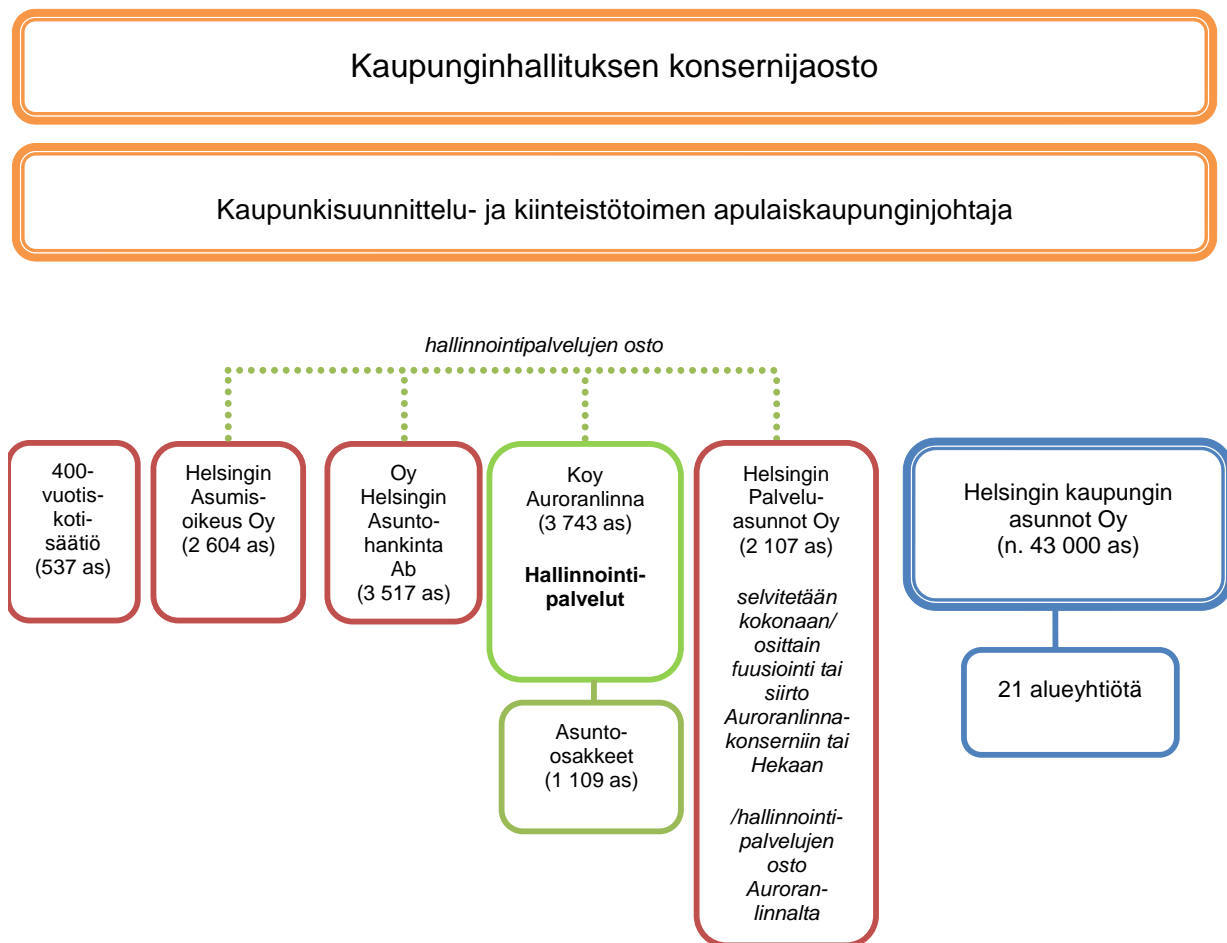 Kaupunginhallituksen konsernijaosto
Kaupunkisuunnittelu- ja kiinteistötoimen apulaiskaupunginjohtaja
hallinnointipalvelujen osto
400-
vuotis-
koti-
säätiö
(537 as)
Helsingin
Asumis-
oikeus Oy
(2 604 as)
Oy
Helsingin
Asunto-
hankinta
Ab
(3 517 as)
Koy
Auroranlinna
(3 743 as)
Hallinnointi-
palvelut
Asunto-
osakkeet
(1 109 as)
Helsingin
Palvelu-
asunnot Oy
(2 107 as)
selvitetään
kokonaan/
osittain
fuusiointi tai
siirto
Auroranlinna-
konserniin tai
Hekaan
/hallinnointi-
palvelujen
osto
Auroran-
linnalta
Helsingin kaupungin
asunnot Oy
(n. 43 000 as)
21 alueyhtiötä